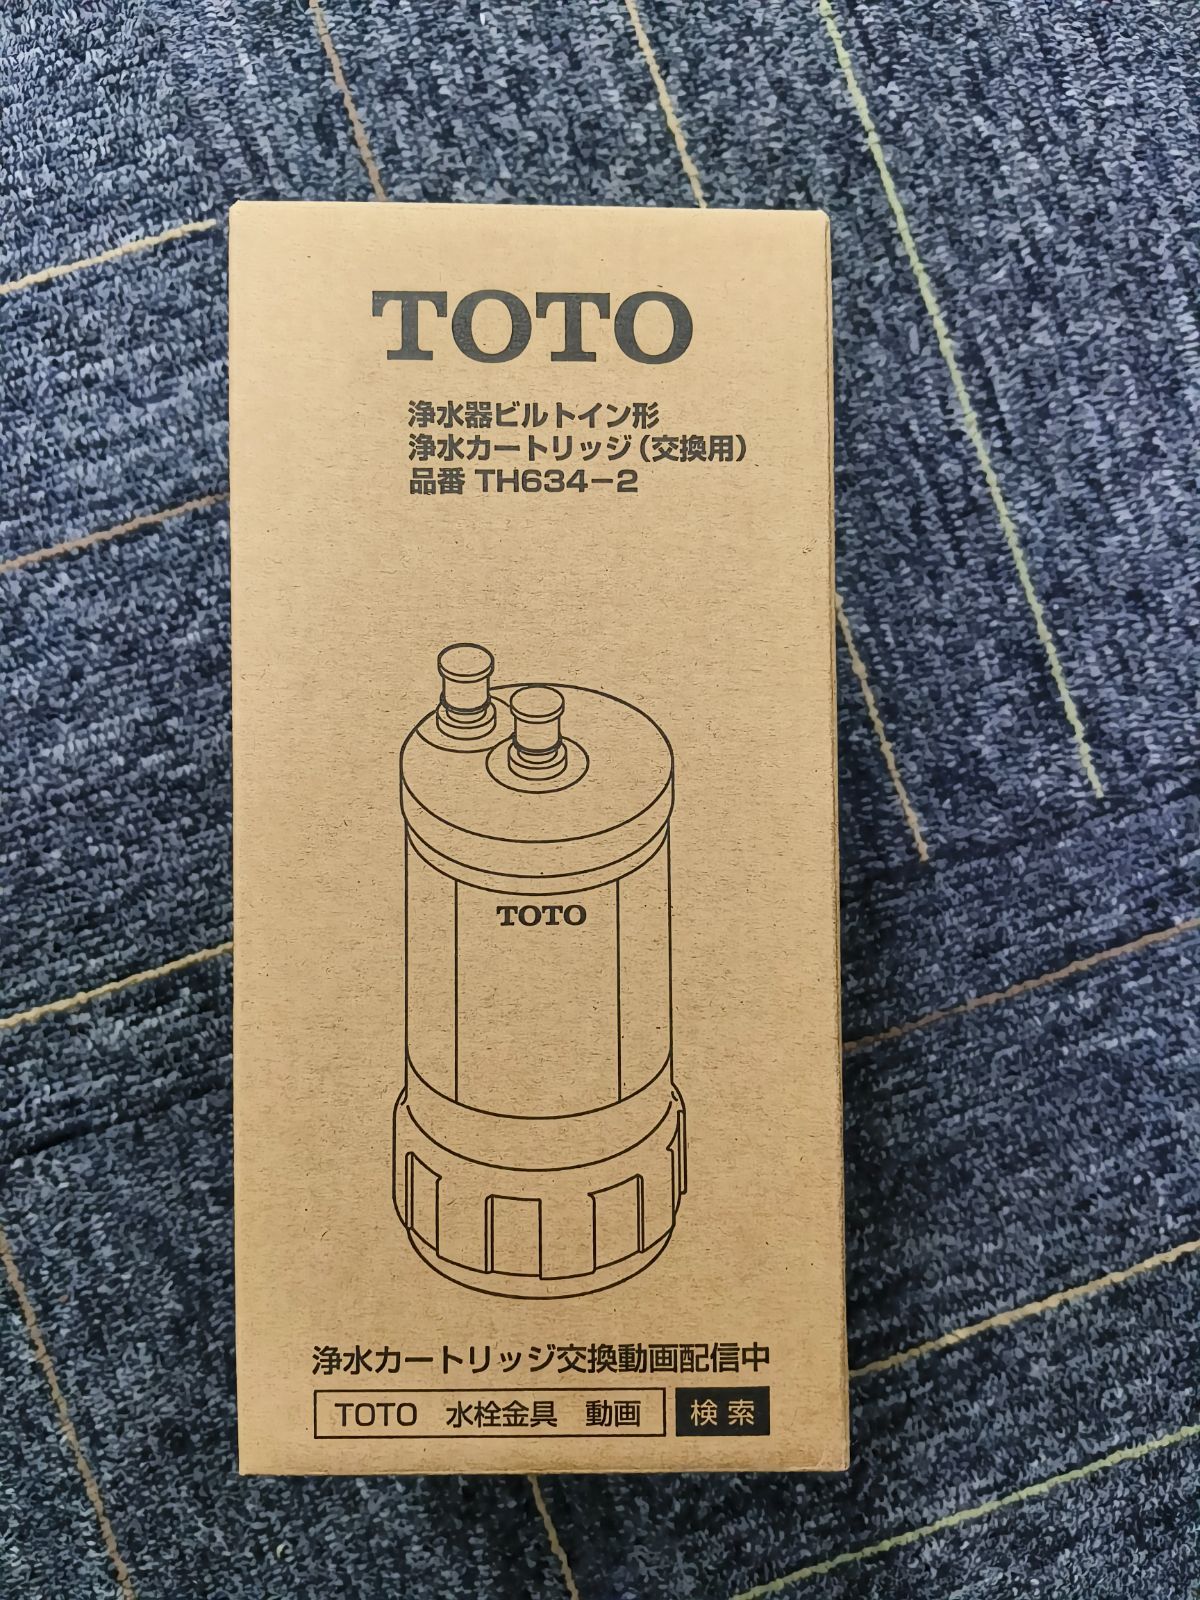 TOTO
浄水器ビルトイン形
浄水カートリッジ（交換用）
品番 TH634－2
TOTO
浄水カートリッジ交換動画配信中
TOTO 水栓金具 動画 検索